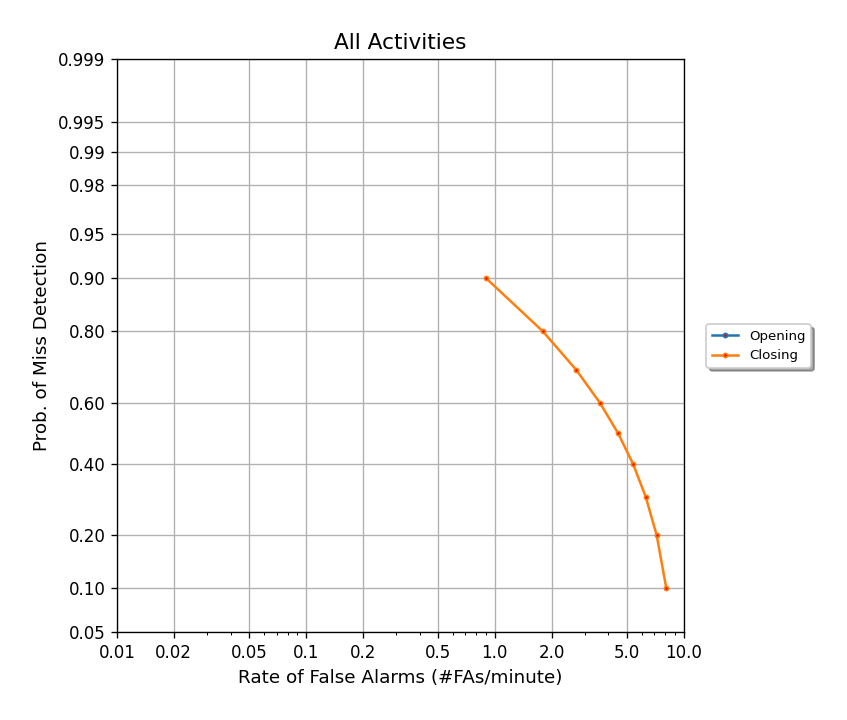 All Activities
0.999
0.995
0.99
0.98
0.95
0.90
0.80
0.60
0.40
0.20
0.10
0.05
Prob. of Miss Detection
0.01 0.02 0.05 0.1 0.2 0.5 1.0 2.0 5.0 10.0
Rate of False Alarms (#FAs/minute)
Opening
Closing